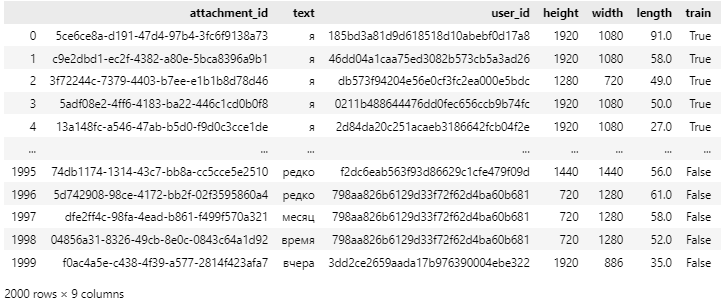 attachment_id text user_id height width length train
0 5ce6ce8a-d191-47d4-97b4-3fc6f9138a73 я 185bd3a81d9d618518d10abebf0d17a8 1920 1080 91.0 True
1 c9e2dbd1-ec2f-4382-a80e-5bca8396a9b1 я 46dd04a1caa75ed3082b573cb5a3ad26 1920 1080 58.0 True
2 3f72244c-7379-4403-b7ee-e1b1b8d78d46 я db573f94204e56e0cf3fc2ea000e5bdc 1280 720 49.0 True
3 5adf08e2-4ff6-4183-ba22-446c1cd0b0f8 я 0211b488644476dd0fec656ccb9b74fc 1920 1080 50.0 True
4 13a148fc-a546-47ab-b5d0-f9d0c3cce1de я 2d84da20c251acaeb3186642fcb04f2e 1920 1080 27.0 True
... ... ... ... ... ... ... ...
1995 74db1174-1314-43c7-bb8a-cc5cce5e2510 редко f2dc6eab563f93d86629c1cfe479f09d 1440 1440 56.0 False
1996 5d742908-98ce-4172-bb2f-02f3595860a4 редко 798aa826b6129d33f72f62d4ba60b681 720 1280 61.0 False
1997 dfe2ff4c-98fa-4ead-b861-f499f570a321 месяц 798aa826b6129d33f72f62d4ba60b681 720 1280 58.0 False
1998 04856a31-8326-49cb-8e0c-0843c64a1d92 время 798aa826b6129d33f72f62d4ba60b681 720 1280 52.0 False
1999 f0ac4a5e-c438-4f39-a577-2814f423afa7 вчера 3dd2ce2659aada17b976390004ebe322 1920 886 35.0 False
2000 rows × 9 columns